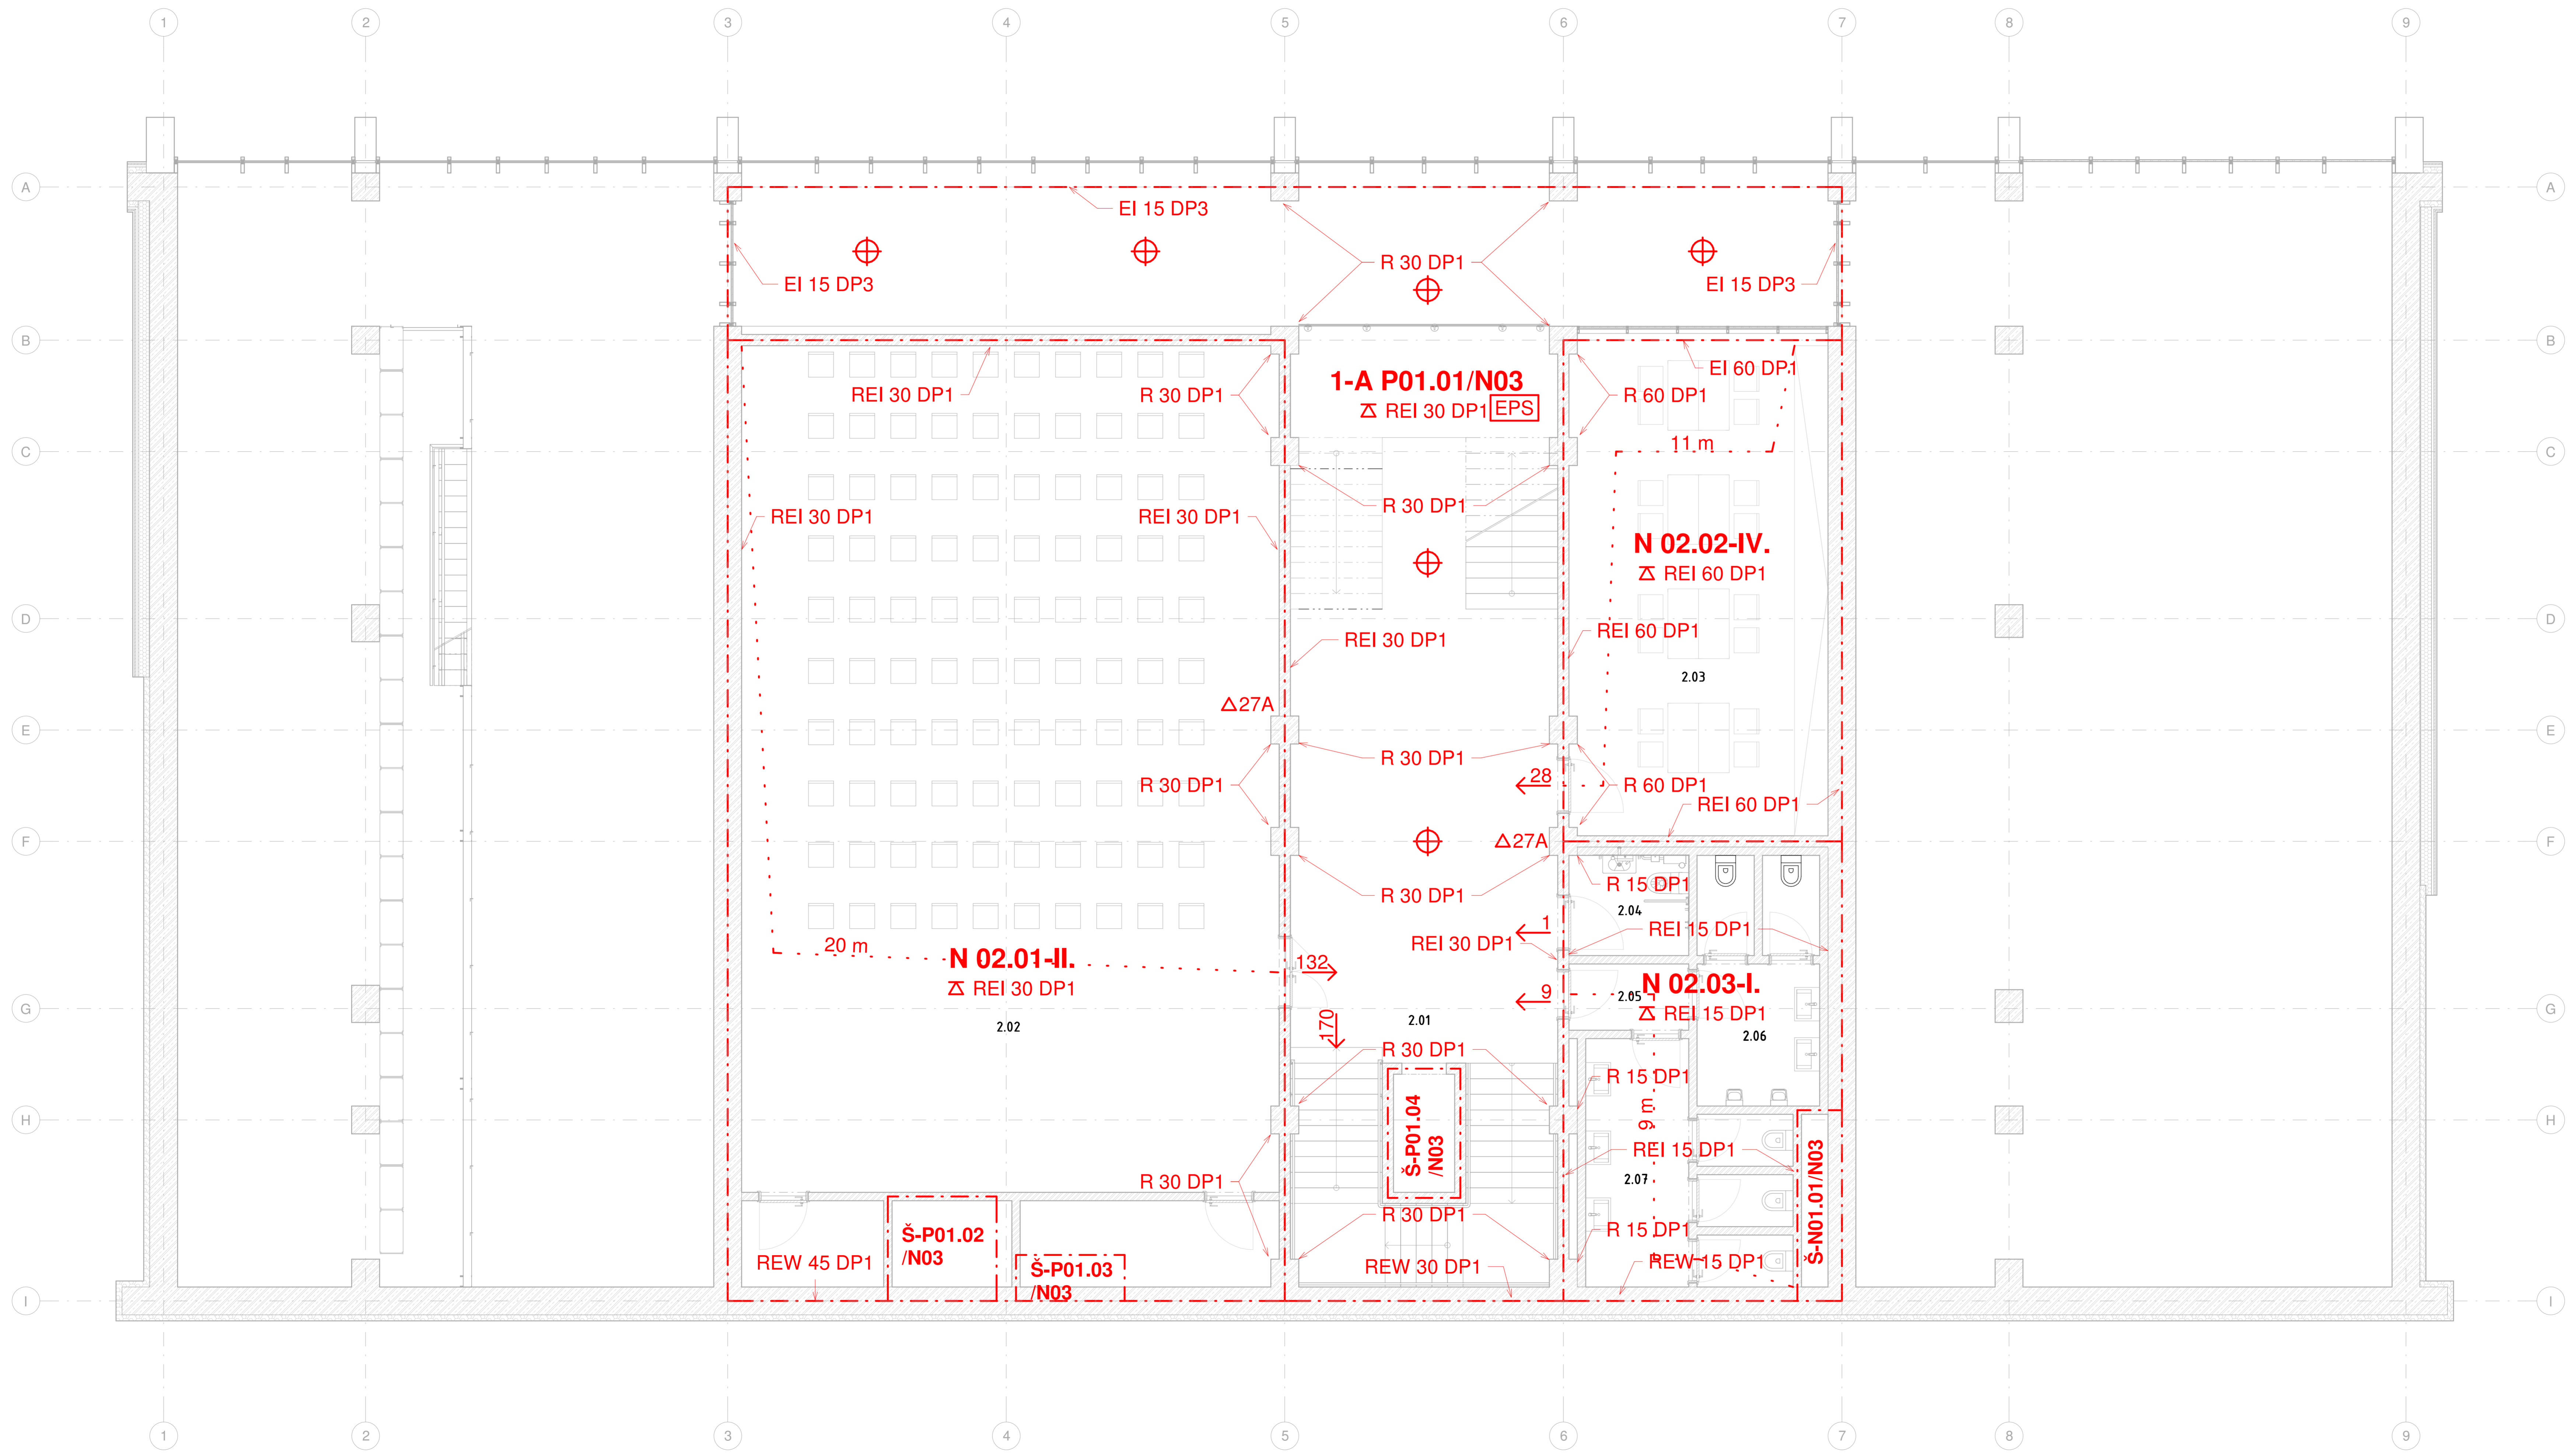 1 2 3 4 5 6 7 8 9
A A
EI 15 DP3
R 30 DP1
EI 15 DP3
EI 15 DP3
B B
EI 60 DP1
1-A P01.01/N03
REI 30 DP1 EPS
REI 30 DP1
R 30 DP1
R 60 DP1
11 m
C C
R 30 DP1
REI 30 DP1
REI 30 DP1
N 02.02-IV.
REI 60 DP1
D D
REI 60 DP1
REI 30 DP1
2.03
27A
E E
R 30 DP1
28
R 30 DP1
R 60 DP1
REI 60 DP1
F F
27A
R 30 DP1
R 15 DP1
2.04
1
REI 15 DP1
REI 30 DP1
20 m
N 02.01-II.
REI 30 DP1
132
9
N 02.03-I.
2.05
REI 15 DP1
G G
2.02
2.01
170
2.06
R 30 DP1
R 15 DP1
9 m
H H
Š-P01.04
/N03
REI 15 DP1
Š-N01.01/N03
R 30 DP1
2.07
R 30 DP1
R 15 DP1
Š-P01.02
/N03
REW 45 DP1
Š-P01.03
/N03
REW 30 DP1
REW 15 DP1
I I
1 2 3 4 5 6 7 8 9